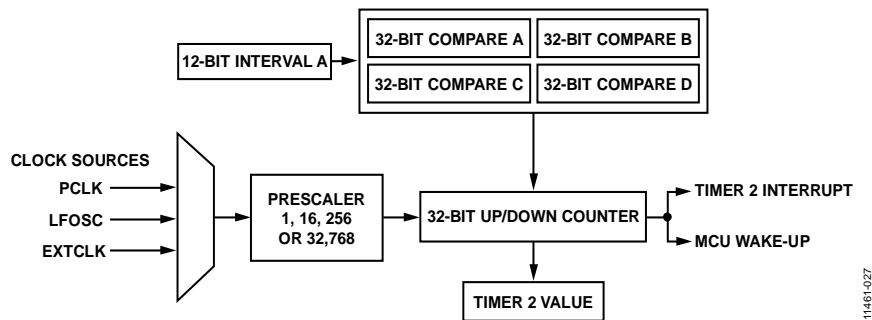 32-BIT COMPARE A
32-BIT COMPARE B
12-BIT INTERVAL A
32-BIT COMPARE C
32-BIT COMPARE D
CLOCK SOURCES
PCLK
LFOSC
EXTCLK
PRESCALER
1, 16, 256
OR 32,768
32-BIT UP/DOWN COUNTER
TIMER 2 INTERRUPT
MCU WAKE-UP
TIMER 2 VALUE
11461-027